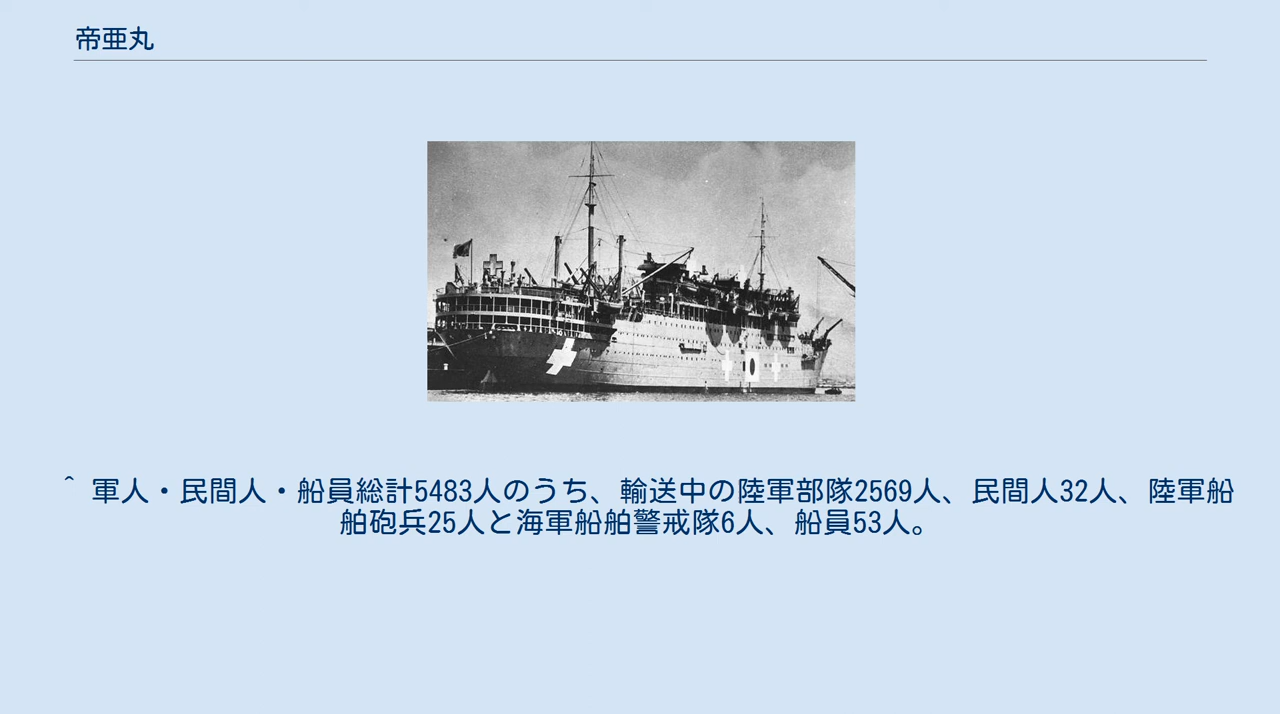 帝亜丸
^ 軍人・民間人・船員総計5483人のうち、輸送中の陸軍部隊2569人、民間人32人、陸軍船
舶砲兵25人と海軍船舶警戒隊6人、船員53人。